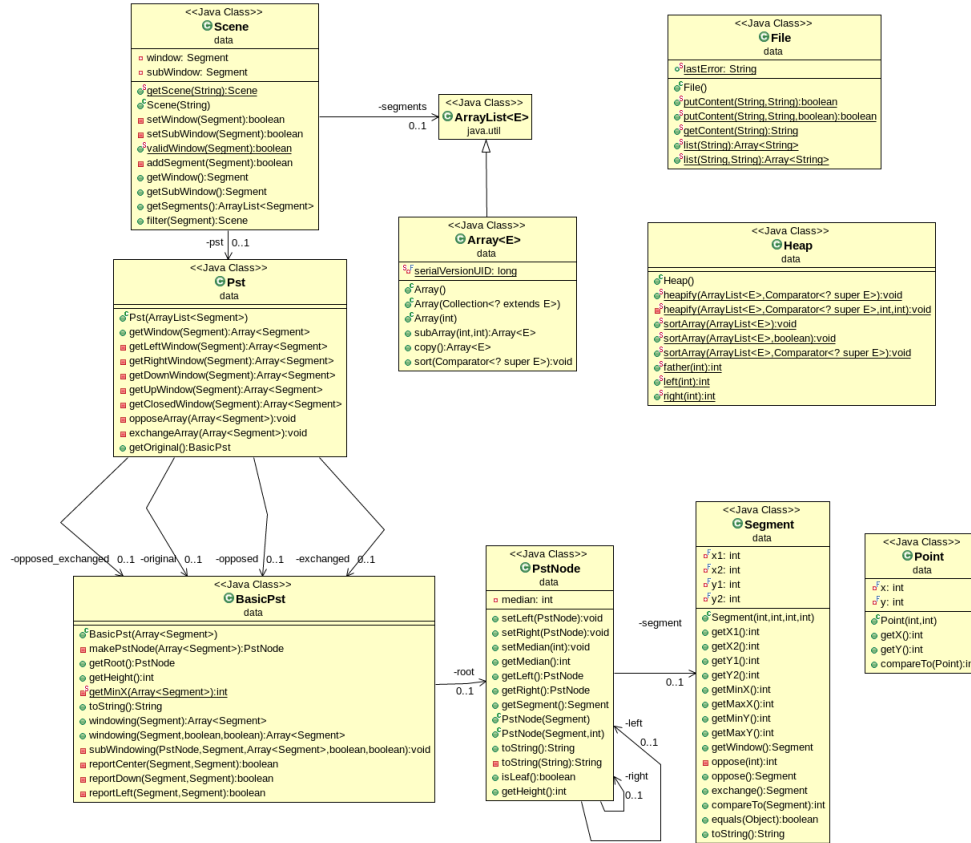 <<Java Class>>
Scene
data
window: Segment
subWindow: Segment
getScene(String):Scene
Scene(String)
setWindow(Segment):boolean
setSubWindow(Segment):boolean
validWindow(Segment):boolean
addSegment(Segment):boolean
getWindow():Segment
getSubWindow():Segment
getSegments():ArrayList<Segment>
filter(Segment):Scene
-segments
0..1
<<Java Class>>
ArrayList<E>
java.util
<<Java Class>>
File
data
lastError: String
File()
putContent(String,String):boolean
putContent(String,String,boolean):boolean
getContent(String):String
list(String):Array<String>
list(String,String):Array<String>
-pst 0..1
<<Java Class>>
Array<E>
data
serialVersionUID: long
Array()
Array(Collection<? extends E>)
Array(int)
subArray(int,int):Array<E>
copy():Array<E>
sort(Comparator<? super E>):void
<<Java Class>>
Heap
data
Heap()
heapify(ArrayList<E>,Comparator<? super E>):void
heapify(ArrayList<E>,Comparator<? super E>,int,int):void
sortArray(ArrayList<E>):void
sortArray(ArrayList<E>,boolean):void
sortArray(ArrayList<E>,Comparator<? super E>):void
father(int):int
left(int):int
right(int):int
<<Java Class>>
Pst
data
Pst(ArrayList<Segment>)
getWindow(Segment):Array<Segment>
getLeftWindow(Segment):Array<Segment>
getRightWindow(Segment):Array<Segment>
getDownWindow(Segment):Array<Segment>
getUpWindow(Segment):Array<Segment>
getClosedWindow(Segment):Array<Segment>
opposeArray(Array<Segment>):void
exchangeArray(Array<Segment>):void
getOriginal():BasicPst
-opposed_exchanged 0..1 -original 0..1 -opposed 0..1 -exchanged 0..1
<<Java Class>>
BasicPst
data
BasicPst(Array<Segment>)
makePstNode(Array<Segment>):PstNode
getRoot():PstNode
getHeight():int
getMinX(Array<Segment>):int
toString():String
windowing(Segment):Array<Segment>
windowing(Segment,boolean,boolean):Array<Segment>
subWindowing(PstNode,Segment,Array<Segment>,boolean,boolean):void
reportCenter(Segment,Segment):boolean
reportDown(Segment,Segment):boolean
reportLeft(Segment,Segment):boolean
-root
0..1
<<Java Class>>
PstNode
data
median: int
setLeft(PstNode):void
setRight(PstNode):void
setMedian(int):void
getMedian():int
getLeft():PstNode
getRight():PstNode
getSegment():Segment
PstNode(Segment)
PstNode(Segment,int)
toString():String
toString(String):String
isLeaf():boolean
getHeight():int
-left
0..1
-right
0..1
-segment
0..1
<<Java Class>>
Segment
data
x1: int
x2: int
y1: int
y2: int
Segment(int,int,int,int)
getX1():int
getX2():int
getY1():int
getY2():int
getMinX():int
getMaxX():int
getMinY():int
getMaxY():int
getWindow():Segment
oppose(int):int
oppose():Segment
exchange():Segment
compareTo(Segment):int
equals(Object):boolean
toString():String
<<Java Class>>
Point
data
x: int
y: int
Point(int,int)
getX():int
getY():int
compareTo(Point):int